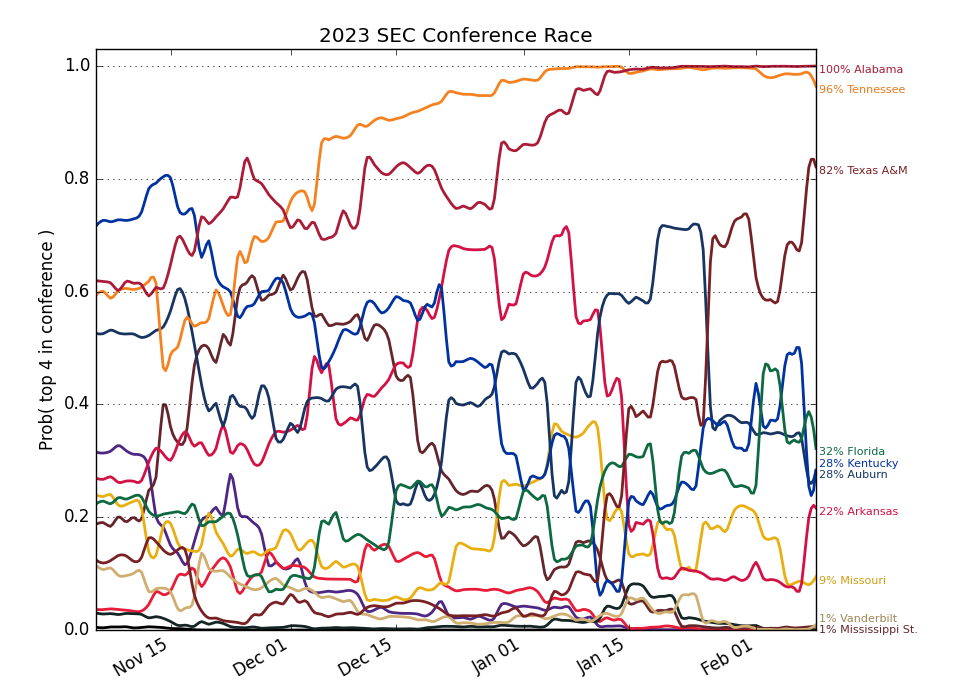 2023 SEC Conference Race
Prob( top 4 in conference )
1.0
0.8
0.6
0.4
0.2
0.0
Nov 15
Dec 01
Dec 15
Jan 01
Jan 15
Feb 01
100% Alabama
96% Tennessee
82% Texas A&M
32% Florida
28% Kentucky
28% Auburn
22% Arkansas
9% Missouri
1% Vanderbilt
1% Mississippi St.